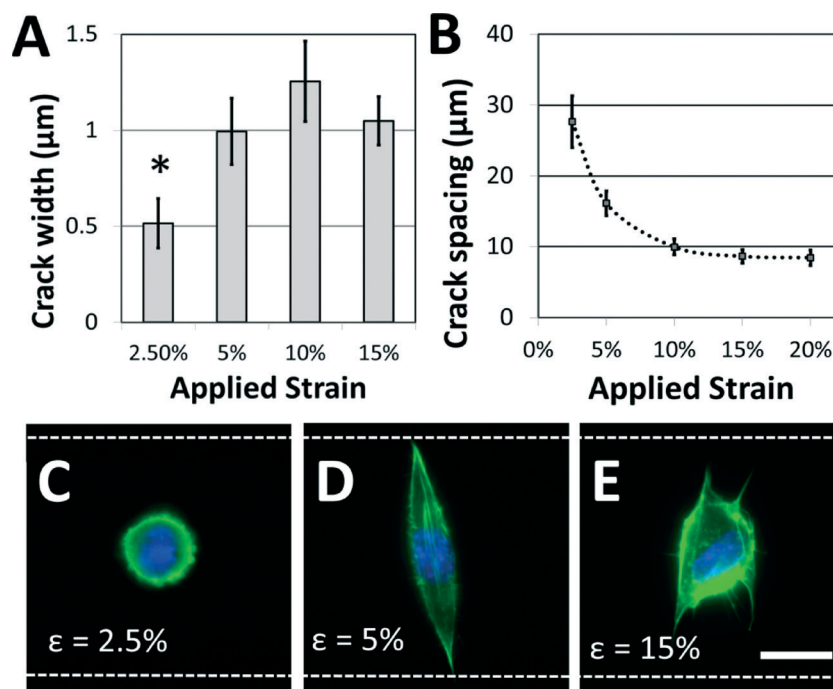 A
Crack width (μm)
1.5
1
0.5
0
*
2.50% 5% 10% 15%
Applied Strain
B
Crack spacing (μm)
40
30
20
10
0
0% 5% 10% 15% 20%
Applied Strain
C
ε = 2.5%
D
ε = 5%
E
ε = 15%